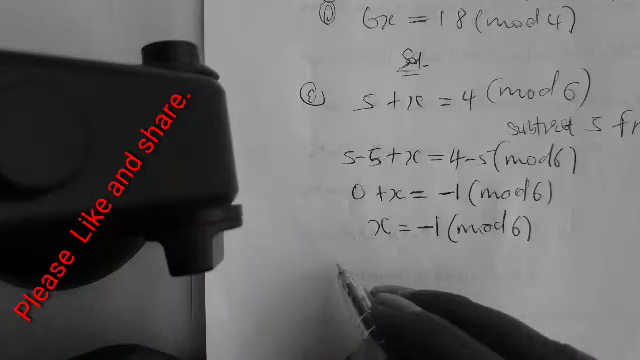 b 6x = 18 (mod 4)
Sol.
5 + x = 4 (mod 6)
subtract 5 fr
5-5+x = 4-5 (mod 6)
0 + x = -1 (mod 6)
x = -1 (mod 6)
Please Like and share.